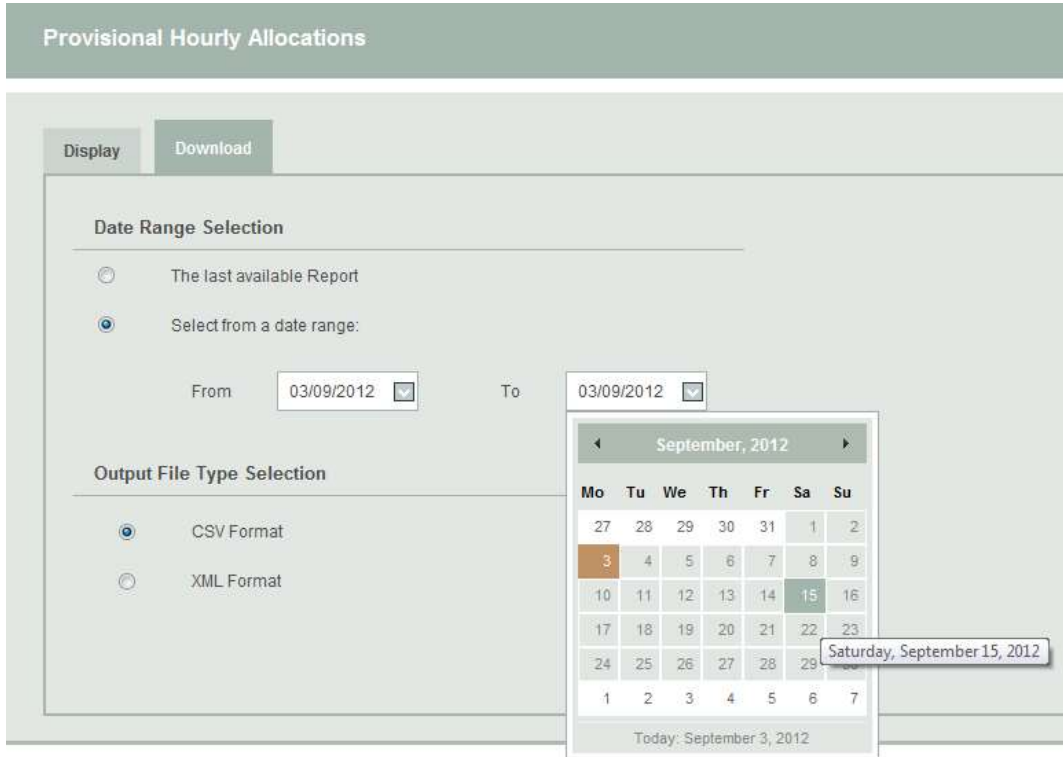 Provisional Hourly Allocations
Display Download
Date Range Selection
The last available Report
Select from a date range:
From 03/09/2012 To 03/09/2012
September, 2012
Mo Tu We Th Fr Sa Su
27 28 29 30 31 1 2
3 4 5 6 7 8 9
10 11 12 13 14 15 16
17 18 19 20 21 22 23
Saturday, September 15, 2012
24 25 26 27 28 29
1 2 3 4 5 6 7
Today: September 3, 2012
Output File Type Selection
CSV Format
XML Format